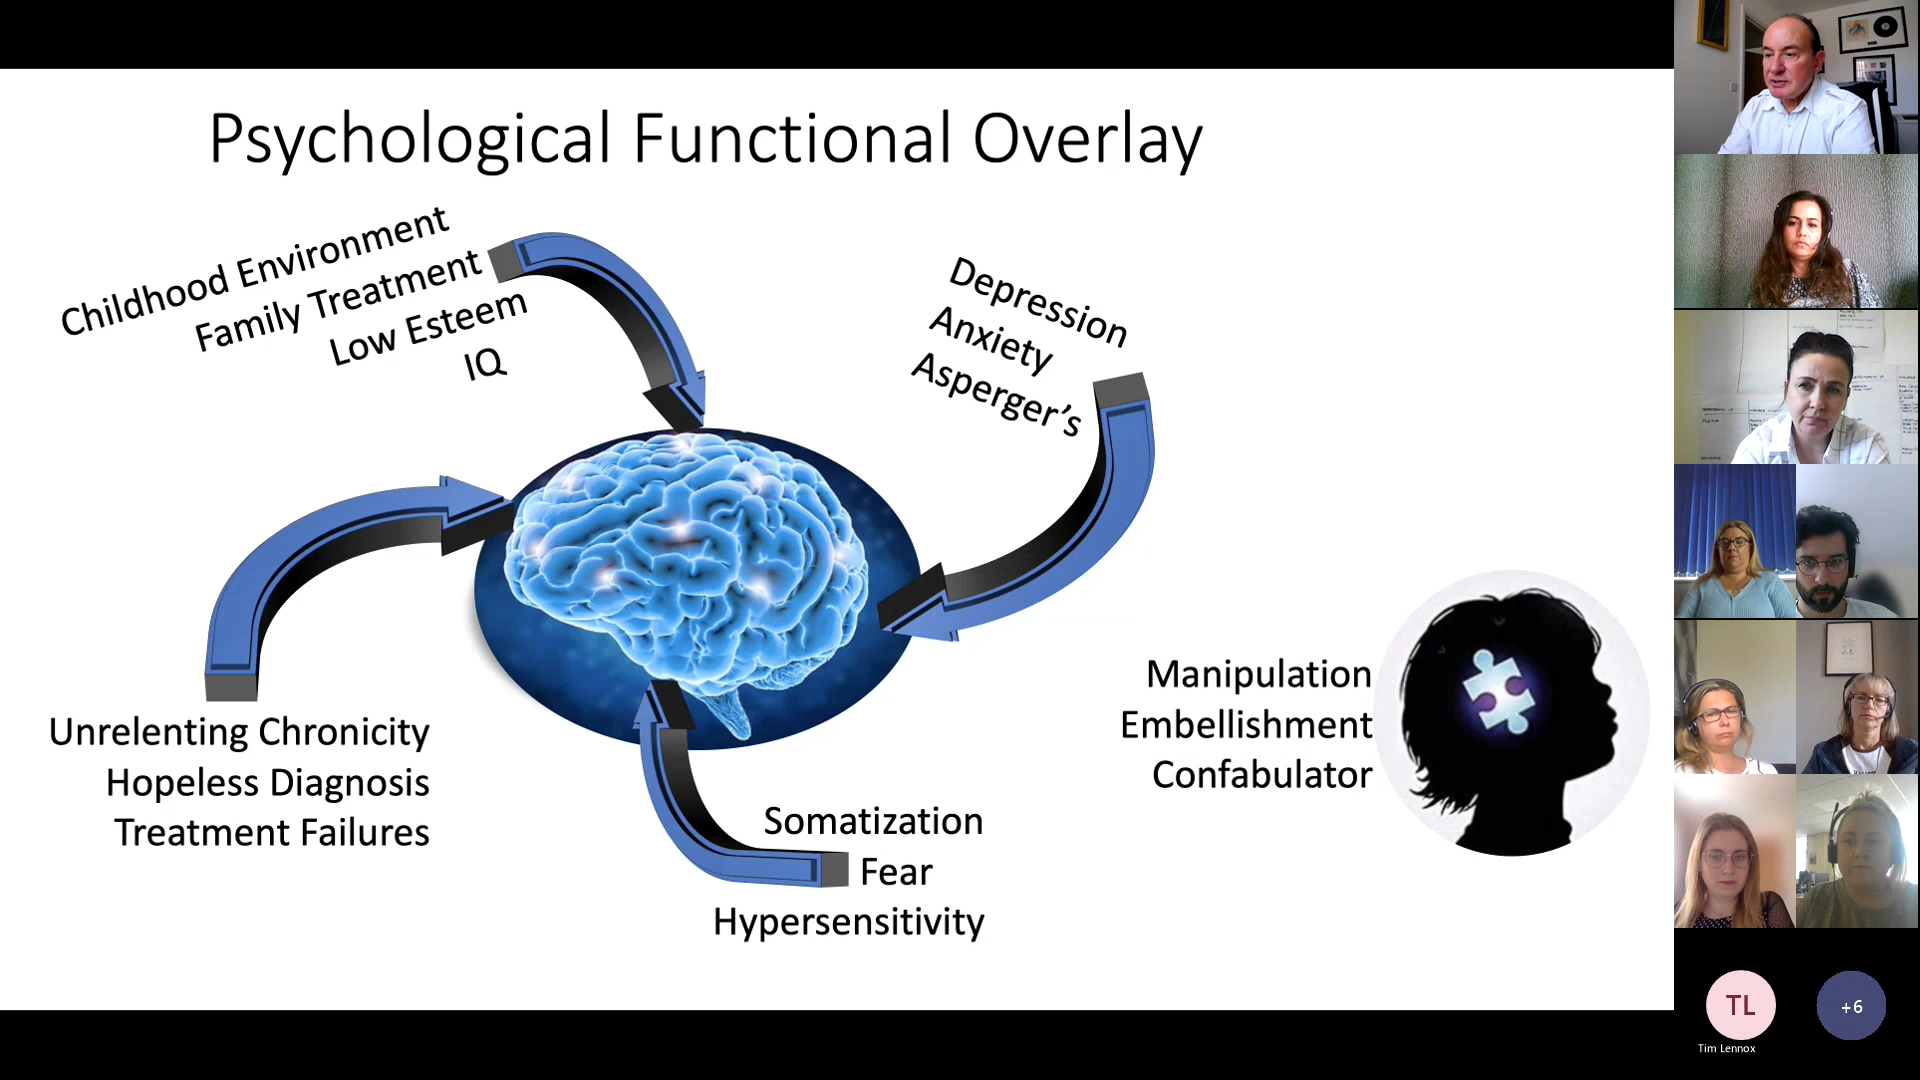 Psychological Functional Overlay
Childhood Environment
Family Treatment
Low Esteem
IQ
Depression
Anxiety
Asperger’s
Unrelenting Chronicity
Hopeless Diagnosis
Treatment Failures
Somatization
Fear
Hypersensitivity
Manipulation
Embellishment
Confabulator
TL
Tim Lennox
+6